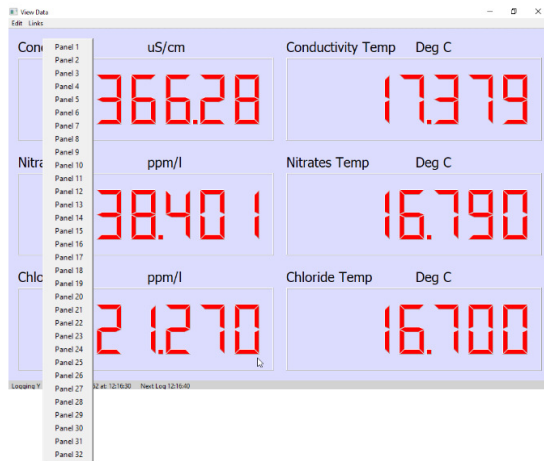 View Data
Edit Links
Con uS/cm Conductivity Temp Deg C
366.28 17.379
Nitra ppm/l Nitrates Temp Deg C
38.401 16.790
Chlo ppm/l Chloride Temp Deg C
21.270 16.700
Logging Y 52 at: 12:16:30 Next Log 12:16:40
Panel 1
Panel 2
Panel 3
Panel 4
Panel 5
Panel 6
Panel 7
Panel 8
Panel 9
Panel 10
Panel 11
Panel 12
Panel 13
Panel 14
Panel 15
Panel 16
Panel 17
Panel 18
Panel 19
Panel 20
Panel 21
Panel 22
Panel 23
Panel 24
Panel 25
Panel 26
Panel 27
Panel 28
Panel 29
Panel 30
Panel 31
Panel 32